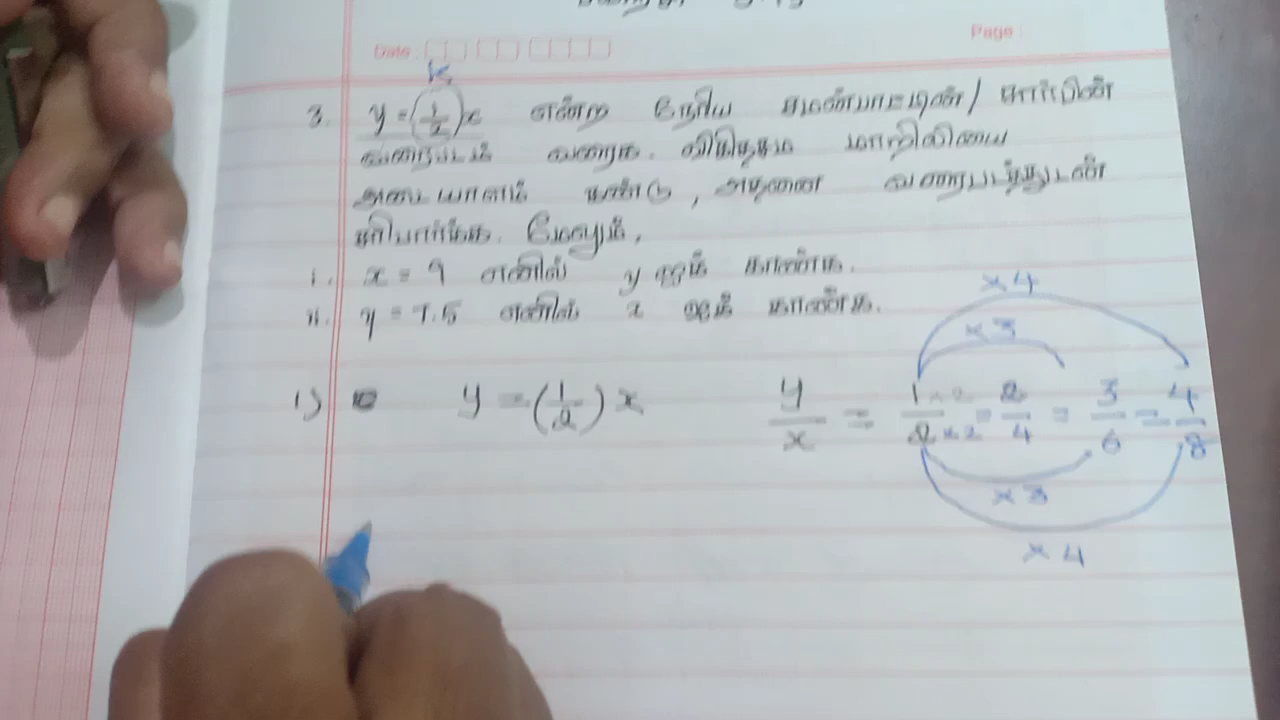 Date
Page
k
3. y = (1/2)x என்ற நேரிய சமன்பாட்டின் / சார்பின்
வரைபடம் வரைக. விகிதசம மாறிலியை
அடையாளம் கண்டு, அதனை வரைபடத்துடன்
சரிபார்க்க. மேலும்,
i. x = 9 எனில் y ஐக் காண்க.
ii. y = 7.5 எனில் x ஐக் காண்க.
×4
×3
1) y = (1/2) x y/x = 1×2/2×2 = 2/4 = 3/6 = 4/8
×3
×4